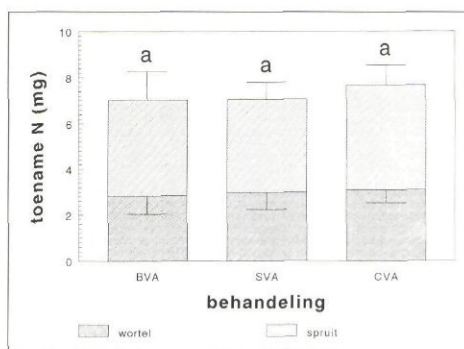 toename N (mg)
10
8
6
4
2
0
a a a
BVA SVA CVA
behandeling
wortel spruit